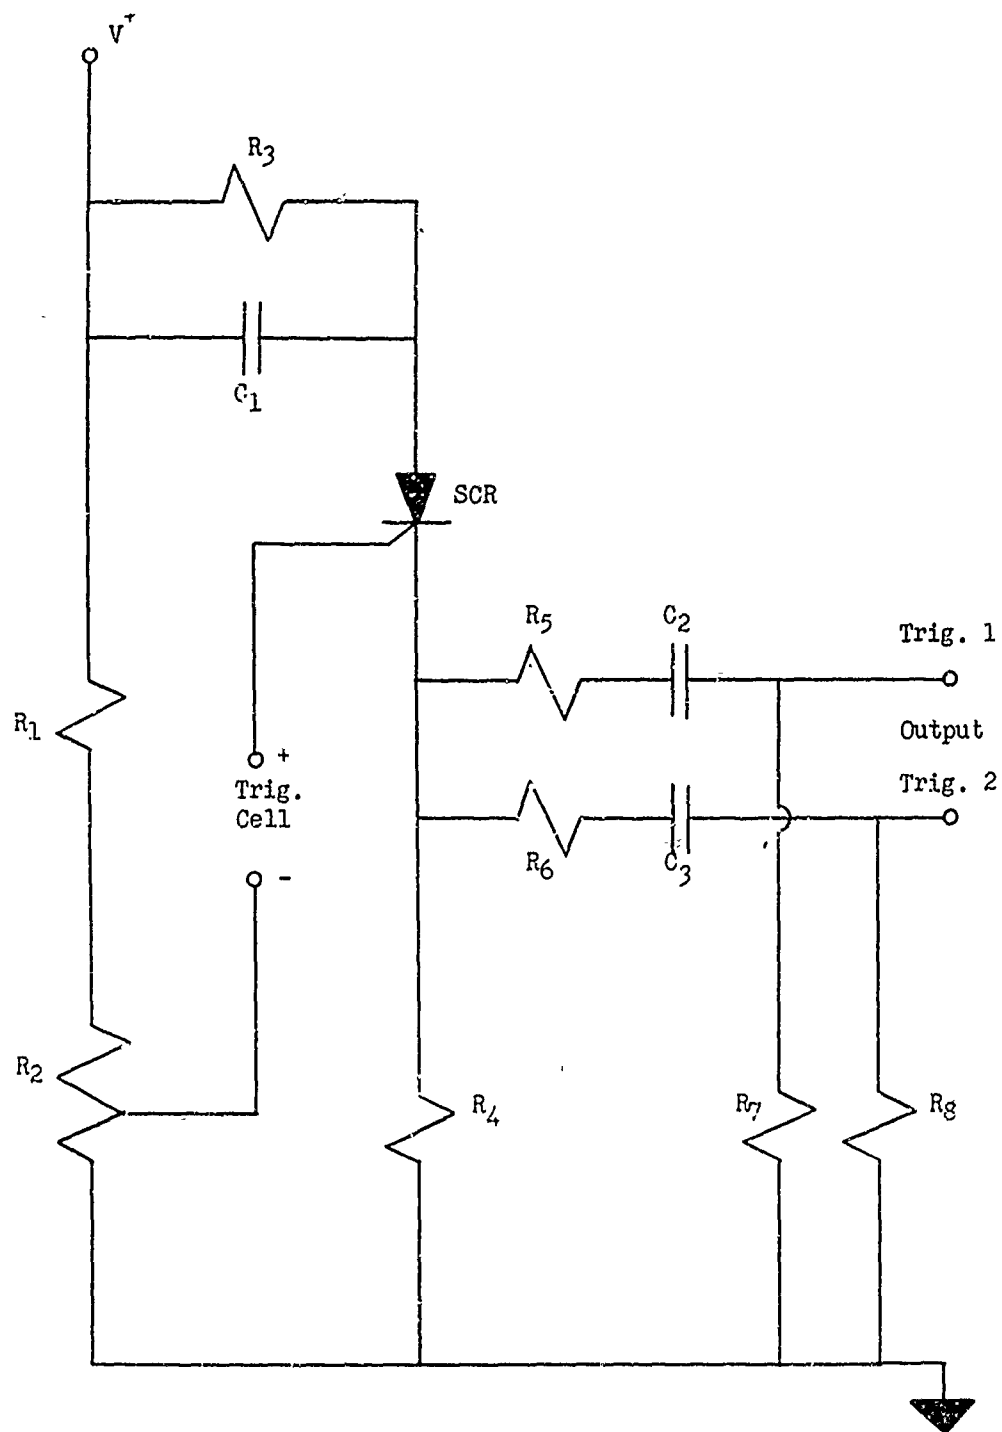 V+
R3
C1
SCR
R5
C2
Trig. 1
R1
Output
+
Trig.
Cell
Trig. 2
R6
C3
-
R2
R4
R7
R8